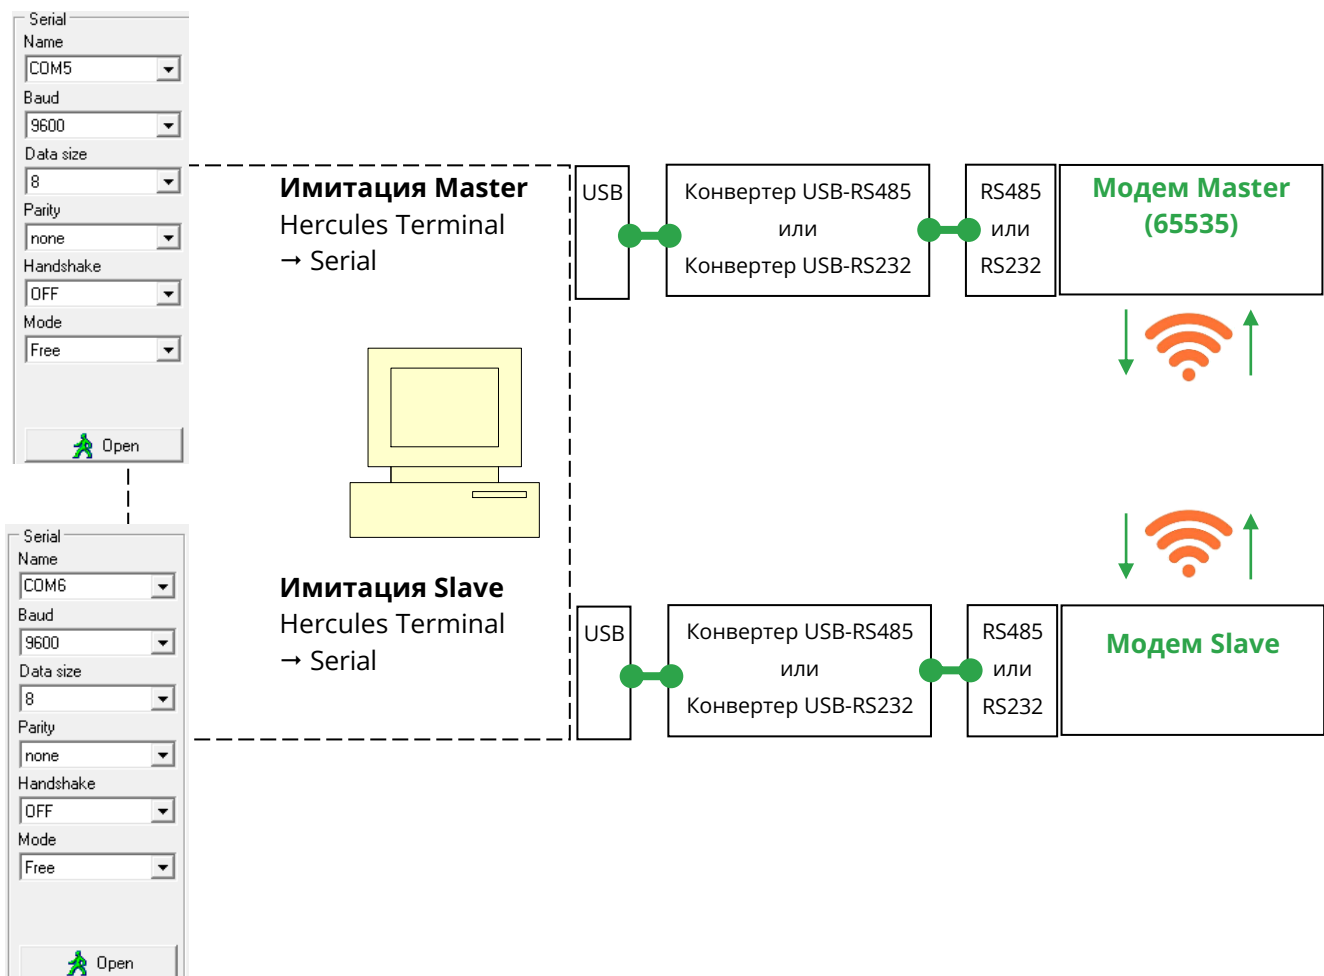 Serial
Name
COM5
Baud
9600
Data size
8
Parity
none
Handshake
OFF
Mode
Free
Open
Имитация Master
Hercules Terminal
→ Serial
USB
Конвертер USB-RS485
или
Конвертер USB-RS232
RS485
или
RS232
Модем Master
(65535)
Serial
Name
COM6
Baud
9600
Data size
8
Parity
none
Handshake
OFF
Mode
Free
Open
Имитация Slave
Hercules Terminal
→ Serial
USB
Конвертер USB-RS485
или
Конвертер USB-RS232
RS485
или
RS232
Модем Slave